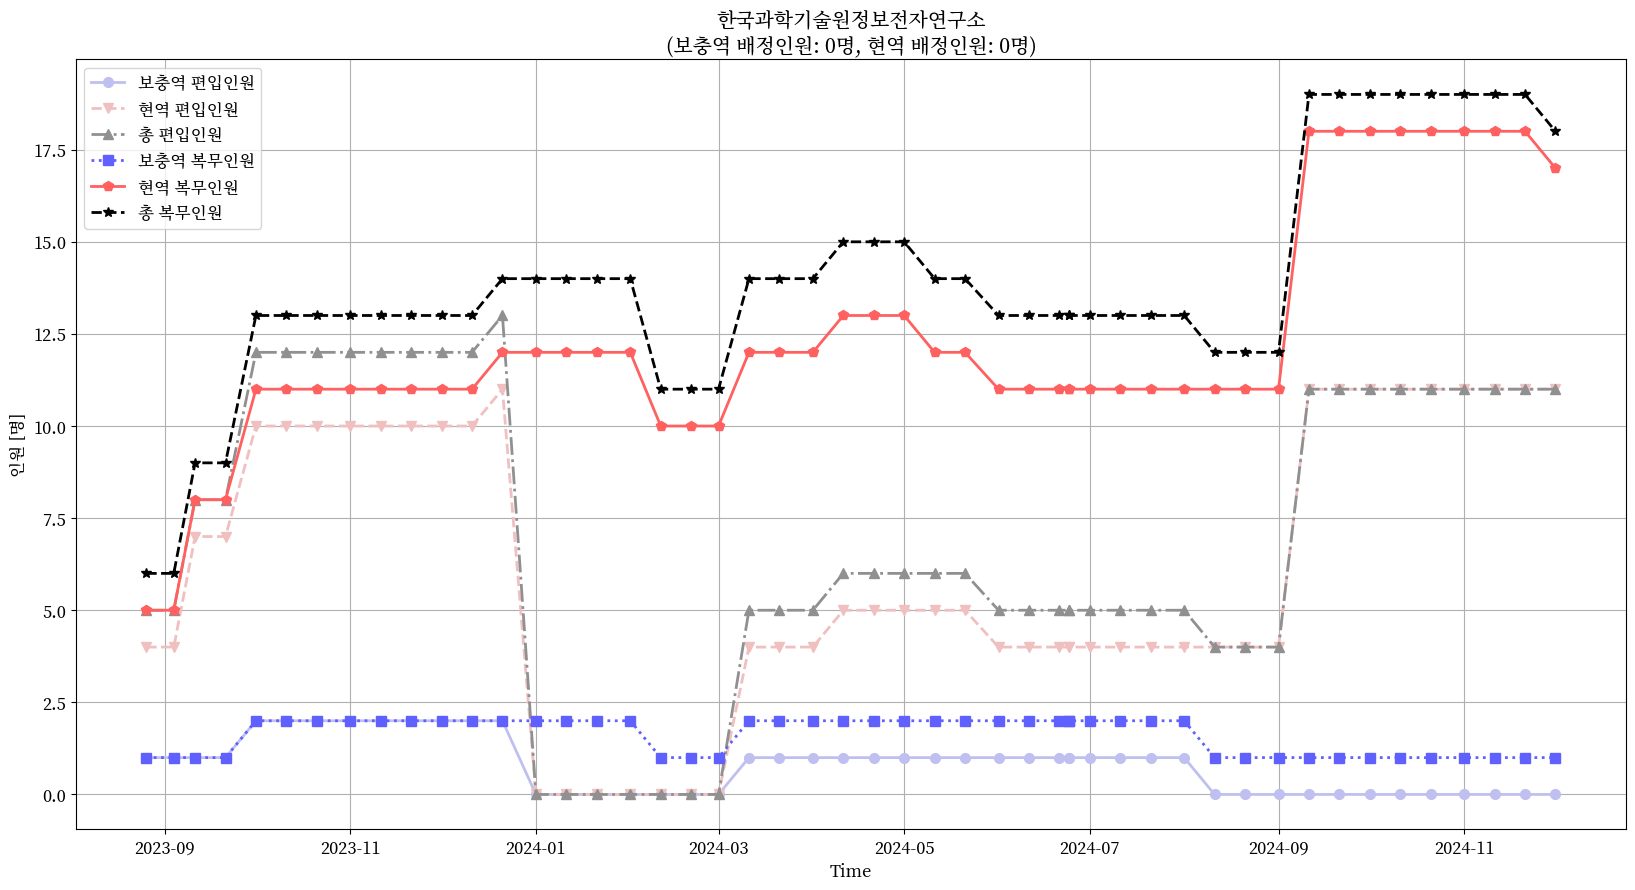 한국과학기술원정보전자연구소
(보충역 배정인원: 0명, 현역 배정인원: 0명)
보충역 편입인원
현역 편입인원
총 편입인원
보충역 복무인원
현역 복무인원
총 복무인원
인원 [명]
17.5
15.0
12.5
10.0
7.5
5.0
2.5
0.0
2023-09
2023-11
2024-01
2024-03
2024-05
2024-07
2024-09
2024-11
Time